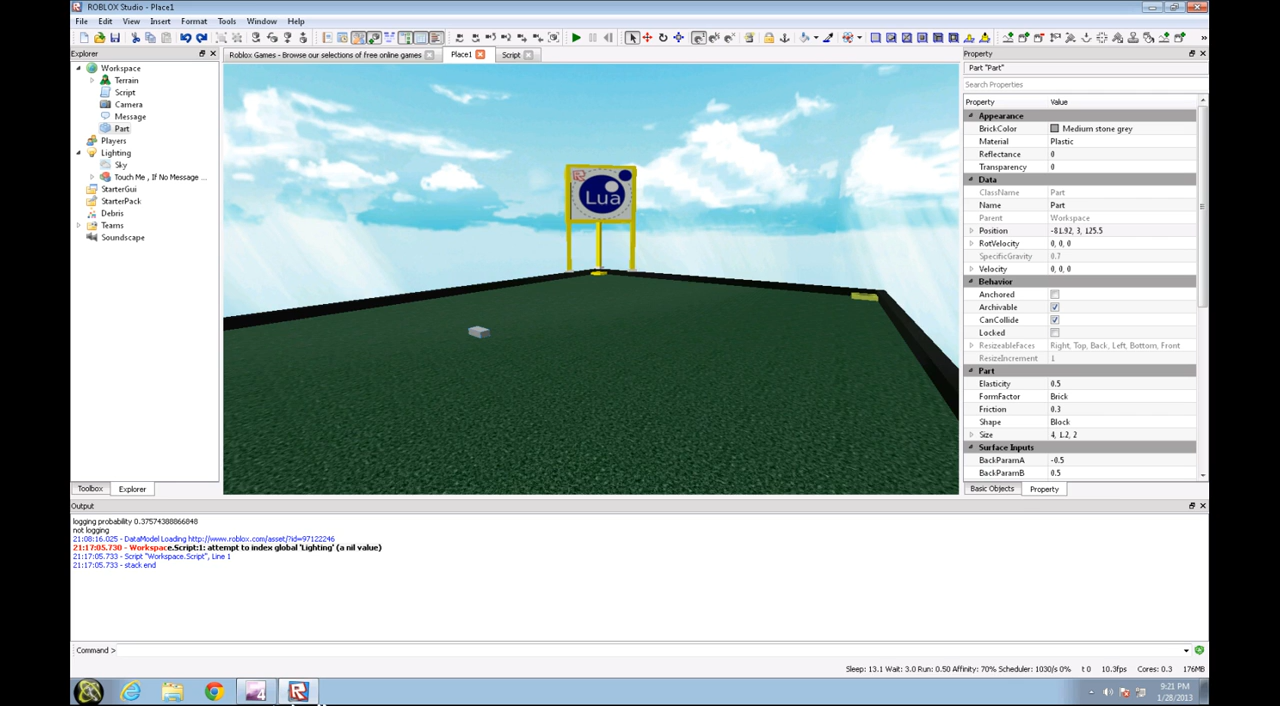 ROBLOX Studio - Place1
File Edit View Insert Format Tools Window Help
Explorer
Workspace
Terrain
Script
Camera
Message
Part
Players
Lighting
Sky
Touch Me , If No Message ...
StarterGui
StarterPack
Debris
Teams
Soundscape
Toolbox Explorer
Roblox Games - Browse our selections of free online games Place1 Script
Lua
Property
Part "Part"
Search Properties
Property Value
Appearance
BrickColor Medium stone grey
Material Plastic
Reflectance 0
Transparency 0
Data
ClassName Part
Name Part
Parent Workspace
Position -81.92, 3, 125.5
RotVelocity 0, 0, 0
SpecificGravity 0.7
Velocity 0, 0, 0
Behavior
Anchored
Archivable
CanCollide
Locked
ResizeableFaces Right, Top, Back, Left, Bottom, Front
ResizeIncrement 1
Part
Elasticity 0.5
FormFactor Brick
Friction 0.3
Shape Block
Size 4, 1.2, 2
Surface Inputs
BackParamA -0.5
BackParamB 0.5
Basic Objects Property
Output
logging probability 0.37574388866848
not logging
21:08:16.025 - DataModel Loading http://www.roblox.com/asset/?id=97122246
21:17:05.730 - Workspace.Script:1: attempt to index global 'Lighting' (a nil value)
21:17:05.733 - Script "Workspace.Script", Line 1
21:17:05.733 - stack end
Command >
Sleep: 13.1 Wait: 3.0 Run: 0.50 Affinity: 70% Scheduler: 1030/s 0% t 0 10.3fps Cores: 0.3 176MB
9:21 PM
1/28/2013